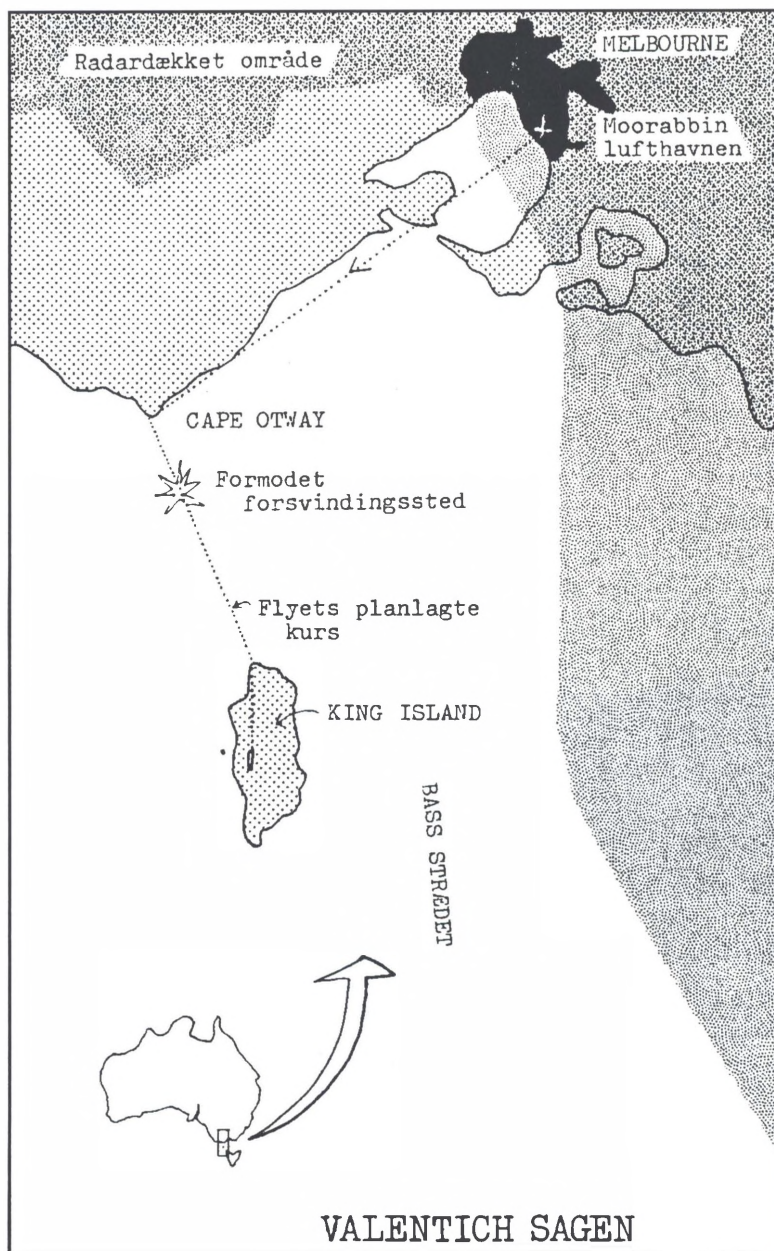 Radardækket område
MELBOURNE
Moorabbin
lufthavnen
CAPE OTWAY
Formodet
forsvindingssted
Flyets planlagte
kurs
KING ISLAND
BASS STRÆDET
VALENTICH SAGEN